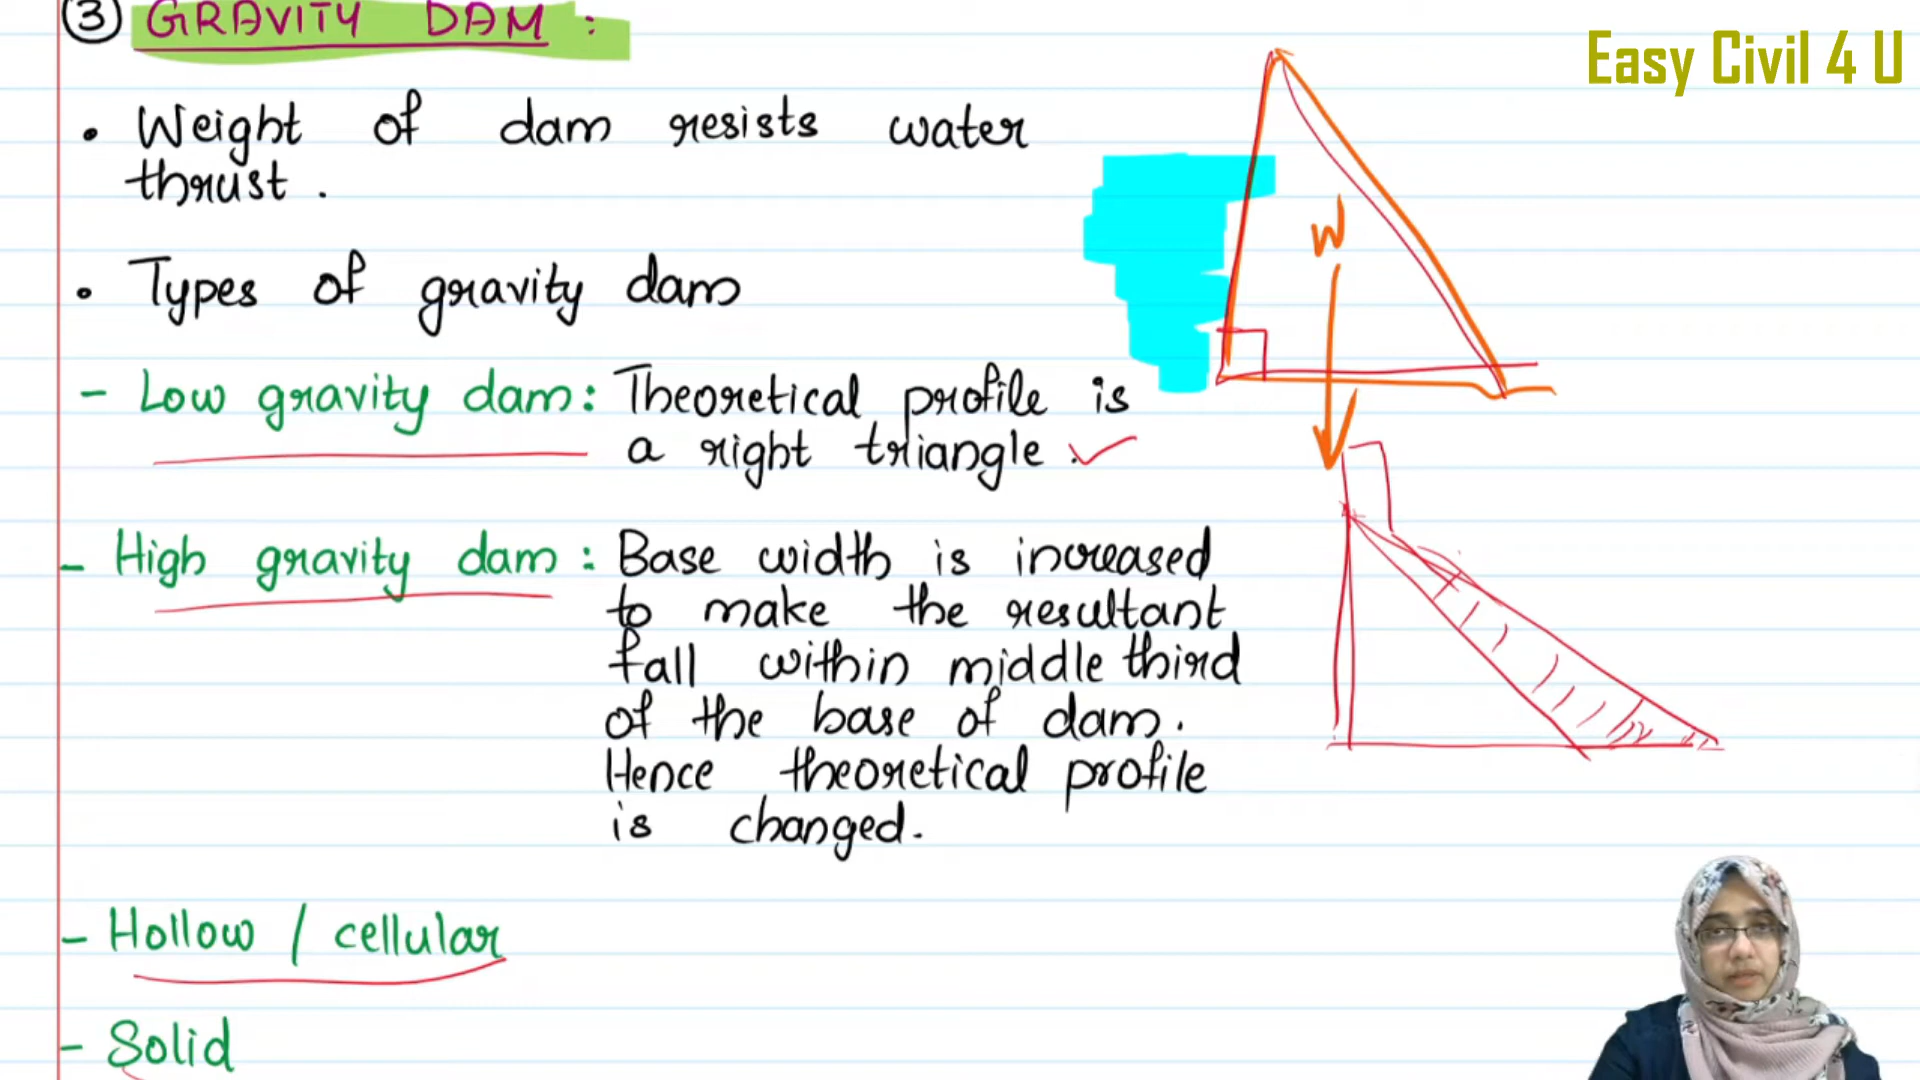 ③ GRAVITY DAM :
Easy Civil 4 U
• Weight of dam resists water
thrust.
• Types of gravity dam
- Low gravity dam: Theoretical profile is
a right triangle.
- High gravity dam: Base width is increased
to make the resultant
fall within middle third
of the base of dam.
Hence theoretical profile
is changed.
- Hollow / cellular
- Solid
W